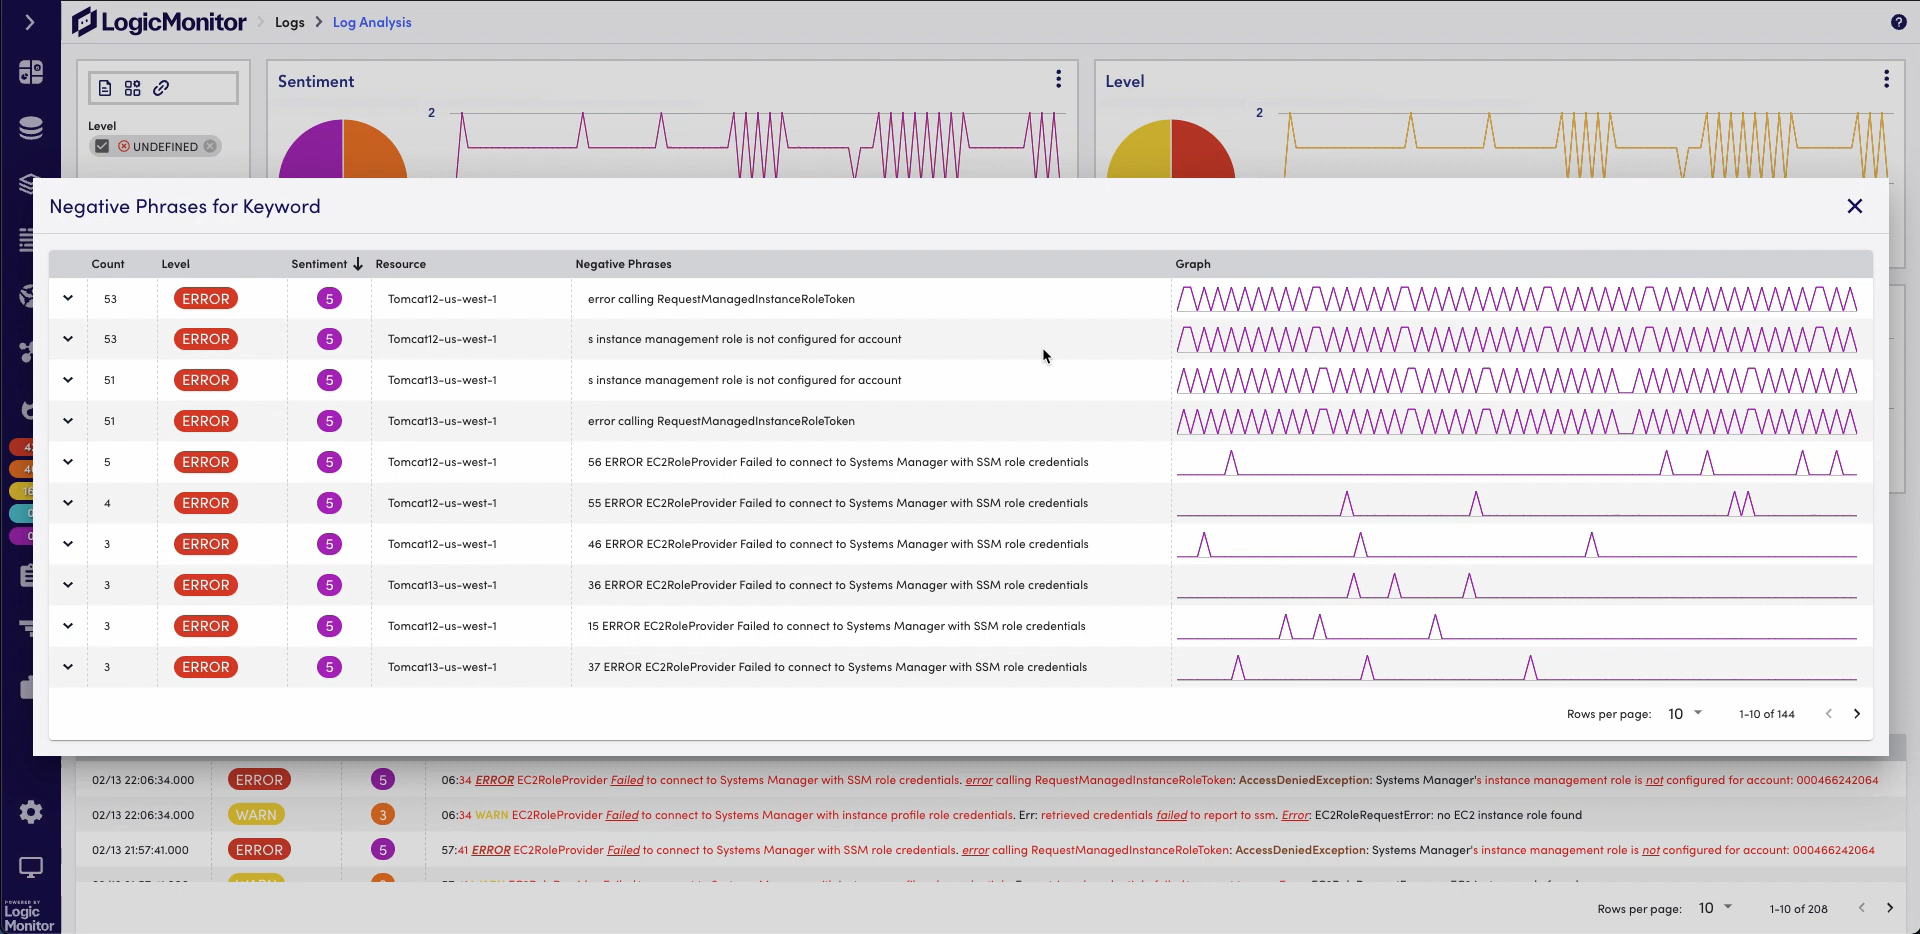 LogicMonitor Logs Log Analysis
Level
UNDEFINED
Sentiment
2
Level
2
Negative Phrases for Keyword
Count Level Sentiment Resource Negative Phrases Graph
53 ERROR 5 Tomcat12-us-west-1 error calling RequestManagedInstanceRoleToken
53 ERROR 5 Tomcat12-us-west-1 s instance management role is not configured for account
51 ERROR 5 Tomcat13-us-west-1 s instance management role is not configured for account
51 ERROR 5 Tomcat13-us-west-1 error calling RequestManagedInstanceRoleToken
5 ERROR 5 Tomcat12-us-west-1 56 ERROR EC2RoleProvider Failed to connect to Systems Manager with SSM role credentials
4 ERROR 5 Tomcat12-us-west-1 55 ERROR EC2RoleProvider Failed to connect to Systems Manager with SSM role credentials
3 ERROR 5 Tomcat12-us-west-1 46 ERROR EC2RoleProvider Failed to connect to Systems Manager with SSM role credentials
3 ERROR 5 Tomcat13-us-west-1 36 ERROR EC2RoleProvider Failed to connect to Systems Manager with SSM role credentials
3 ERROR 5 Tomcat12-us-west-1 15 ERROR EC2RoleProvider Failed to connect to Systems Manager with SSM role credentials
3 ERROR 5 Tomcat13-us-west-1 37 ERROR EC2RoleProvider Failed to connect to Systems Manager with SSM role credentials
Rows per page: 10 1-10 of 144
02/13 22:06:34.000 ERROR 5 06:34 ERROR EC2RoleProvider Failed to connect to Systems Manager with SSM role credentials. error calling RequestManagedInstanceRoleToken: AccessDeniedException: Systems Manager's instance management role is not configured for account: 000466242064
02/13 22:06:34.000 WARN 3 06:34 WARN EC2RoleProvider Failed to connect to Systems Manager with instance profile role credentials. Err: retrieved credentials failed to report to ssm. Error: EC2RoleRequestError: no EC2 instance role found
02/13 21:57:41.000 ERROR 5 57:41 ERROR EC2RoleProvider Failed to connect to Systems Manager with SSM role credentials. error calling RequestManagedInstanceRoleToken: AccessDeniedException: Systems Manager's instance management role is not configured for account: 000466242064
Rows per page: 10 1-10 of 208
POWERED BY
Logic
Monitor